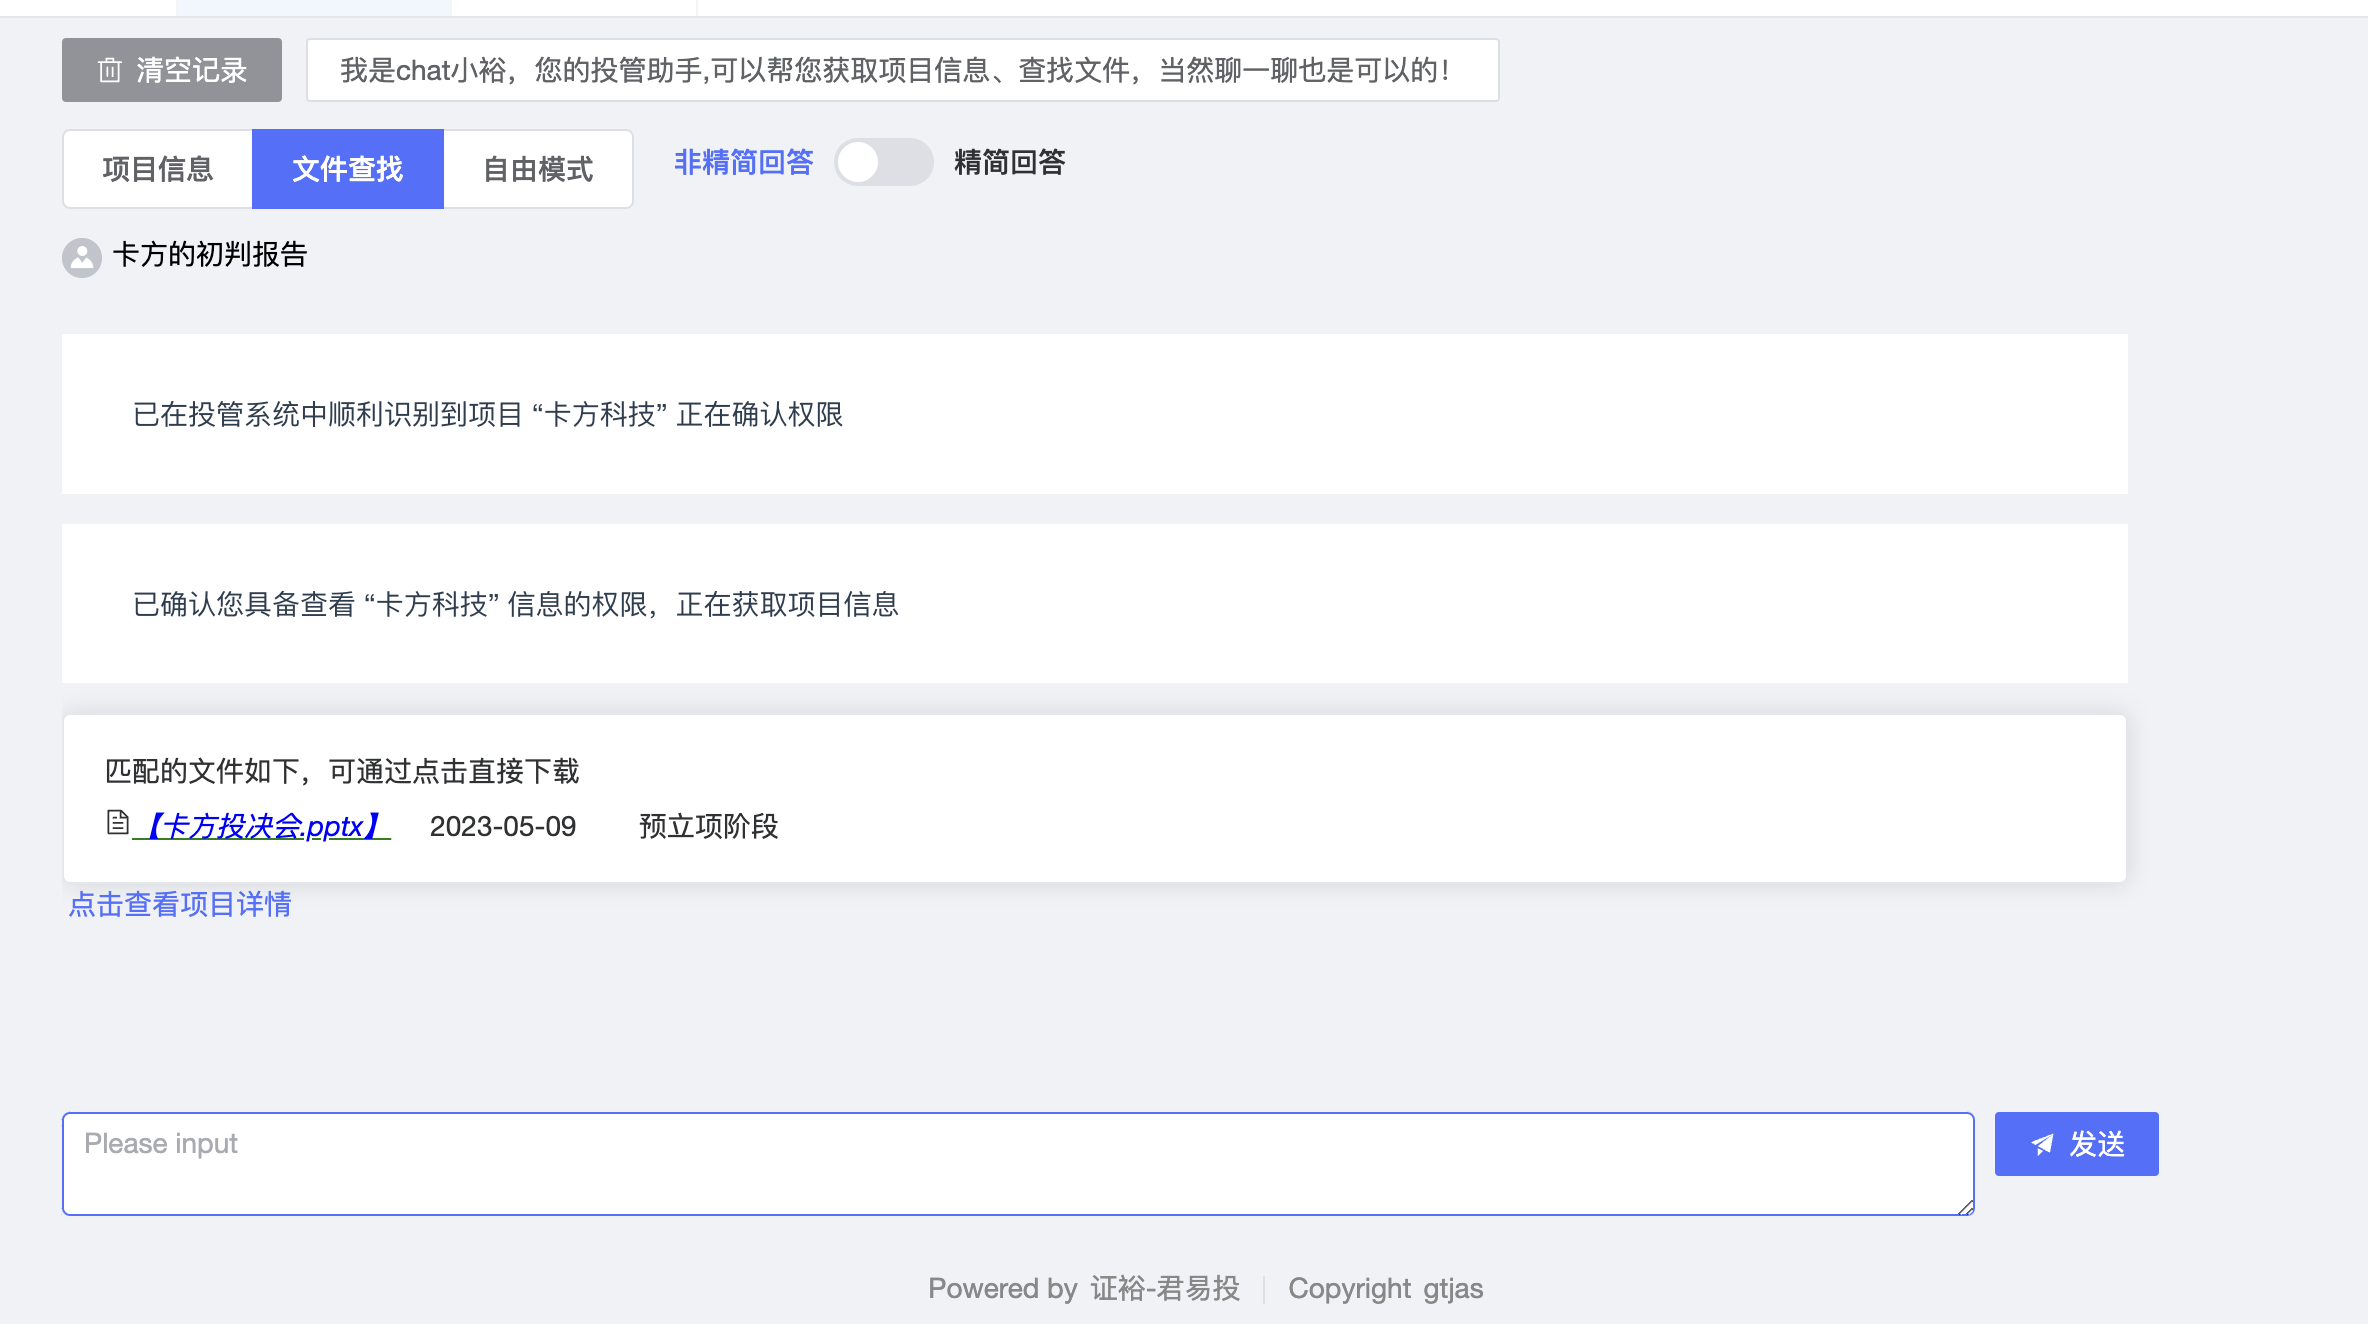 清空记录
我是chat小裕，您的投管助手,可以帮您获取项目信息、查找文件，当然聊一聊也是可以的！
项目信息 文件查找 自由模式 非精简回答 精简回答
卡方的初判报告
已在投管系统中顺利识别到项目 “卡方科技” 正在确认权限
已确认您具备查看 “卡方科技” 信息的权限，正在获取项目信息
匹配的文件如下，可通过点击直接下载
【卡方投决会.pptx】 2023-05-09 预立项阶段
点击查看项目详情
Please input
发送
Powered by 证裕-君易投 Copyright gtjas